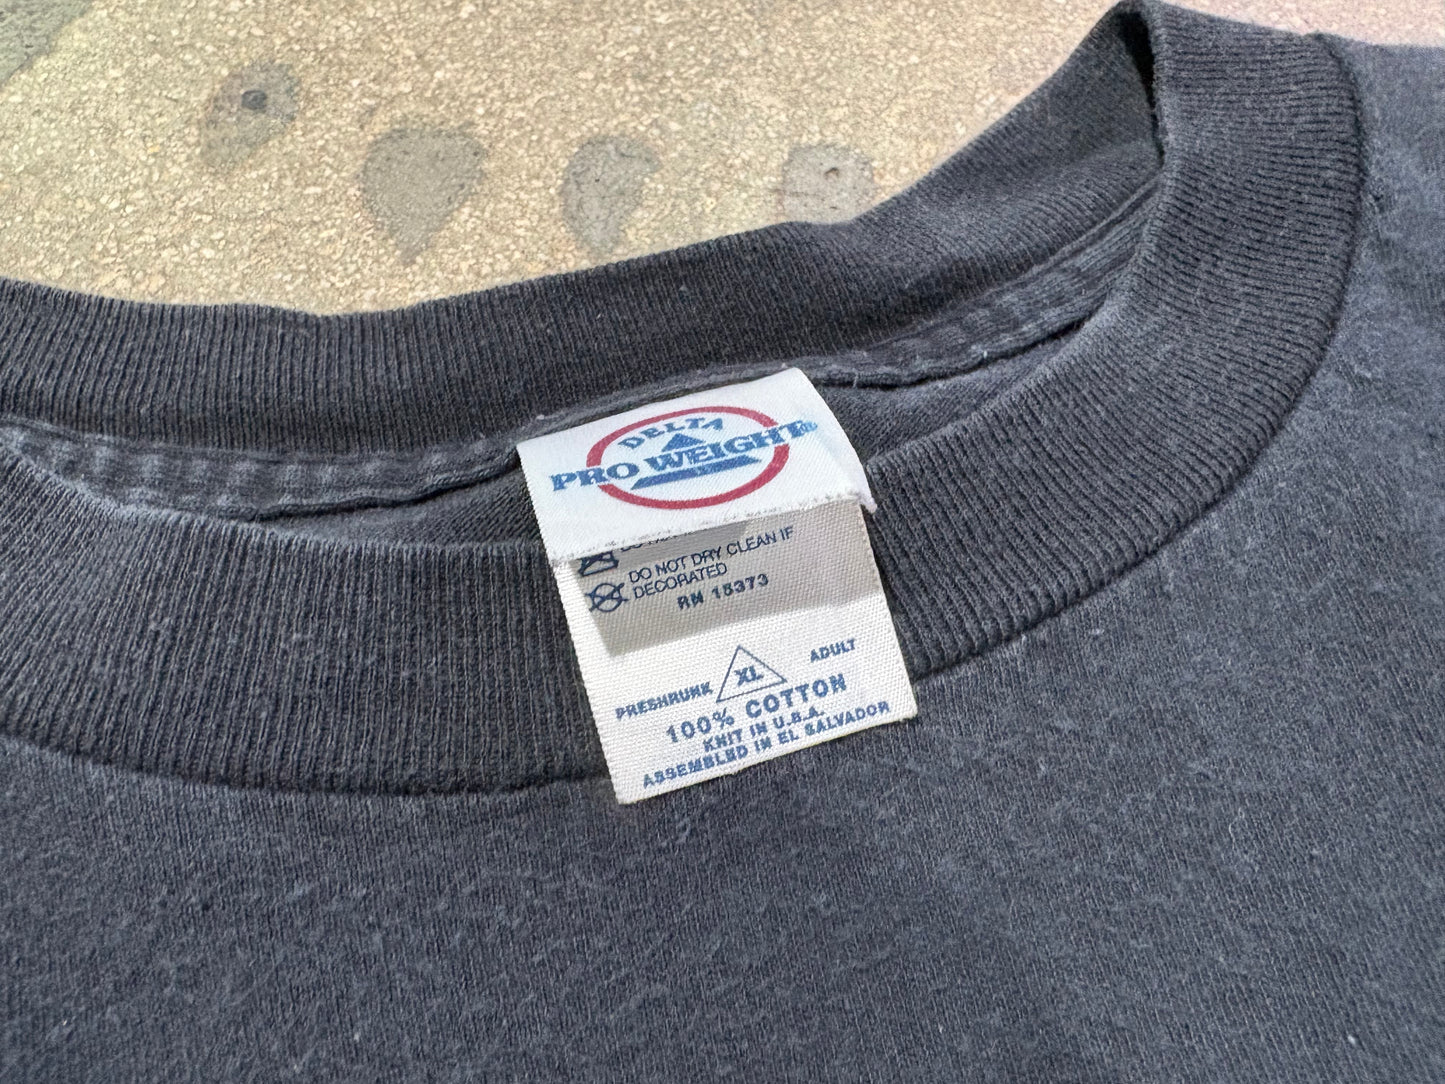 DELTA
PRO WEIGHT®
DO NOT DRY CLEAN IF
DECORATED
RN 15373
PRESHRUNK XL ADULT
100% COTTON
KNIT IN U.S.A.
ASSEMBLED IN EL SALVADOR